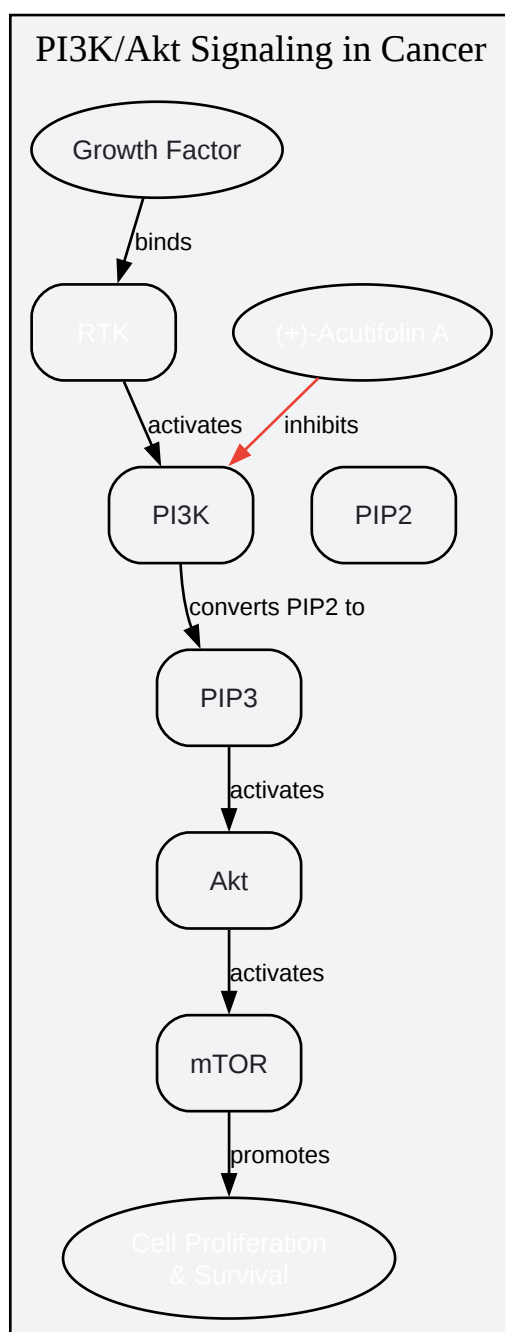 PI3K/Akt Signaling in Cancer
Growth Factor
binds
RTK
(+)-Acutifolin A
activates
inhibits
PI3K
PIP2
converts PIP2 to
PIP3
activates
Akt
activates
mTOR
promotes
Cell Proliferation
& Survival